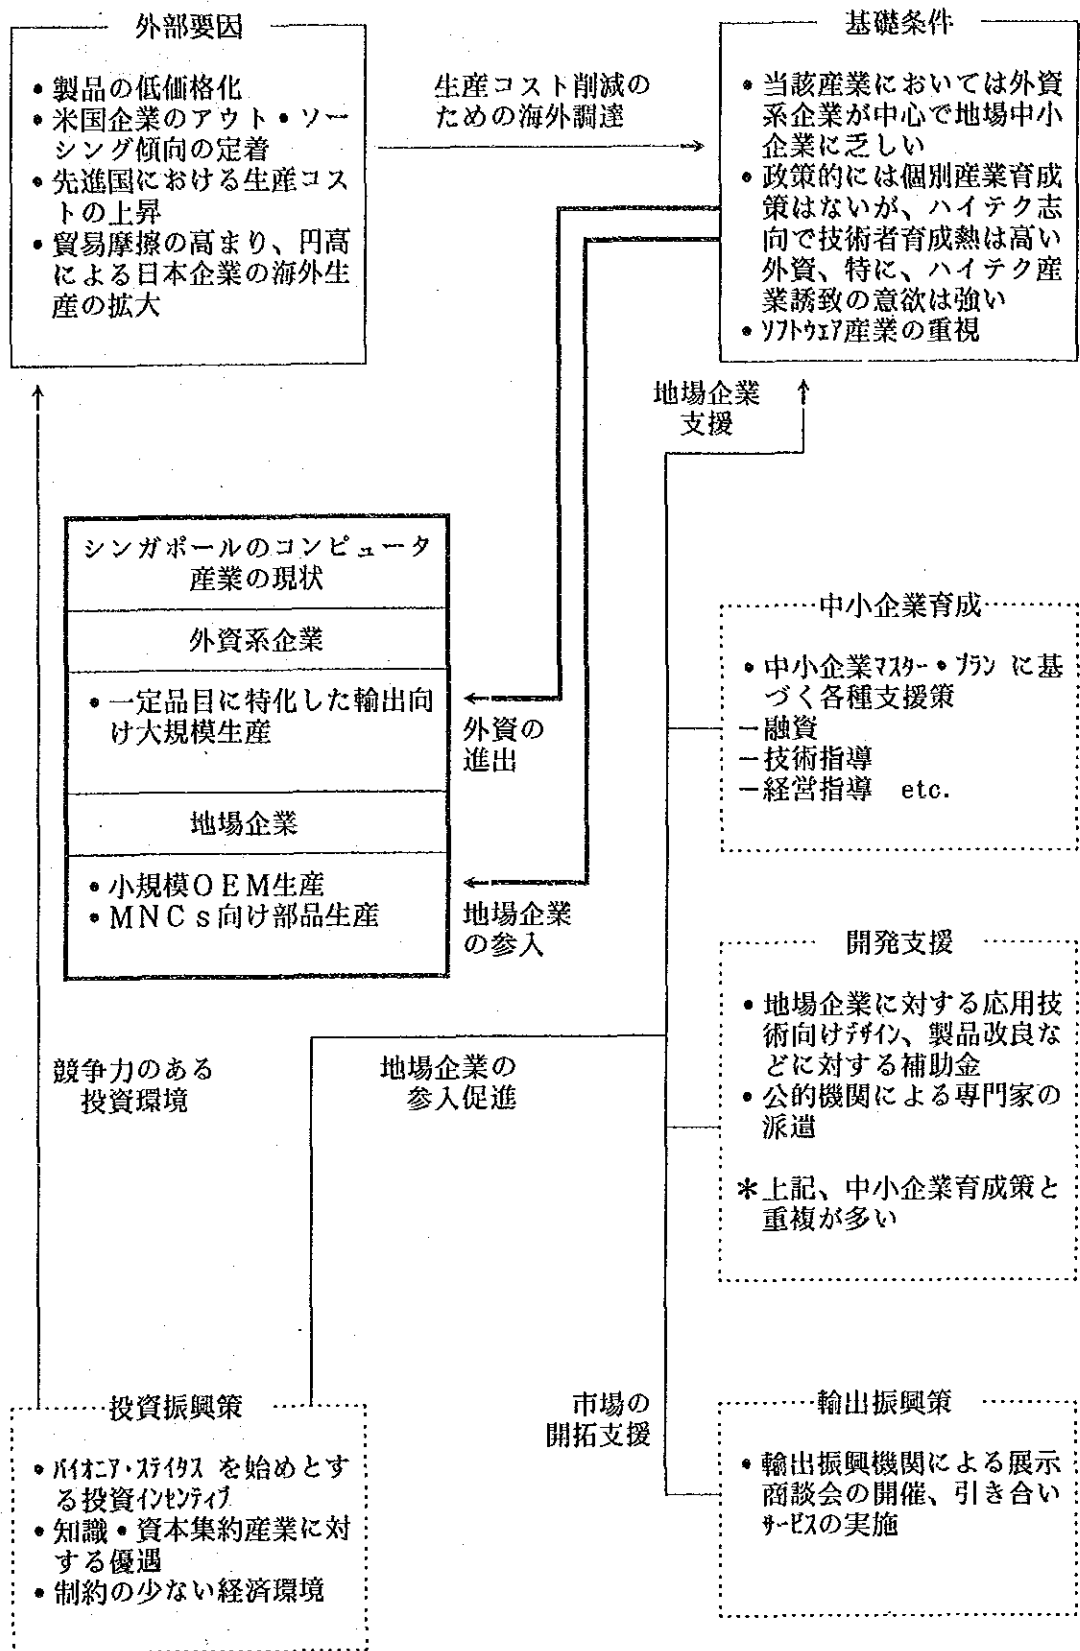 外部要因
• 製品の低価格化
• 米国企業のアウト・ソー
シング傾向の定着
• 先進国における生産コス
トの上昇
• 貿易摩擦の高まり、円高
による日本企業の海外生
産の拡大
生産コスト削減の
ための海外調達
基礎条件
• 当該産業においては外資
系企業が中心で地場中小
企業に乏しい
• 政策的には個別産業育成
策はないが、ハイテク志
向で技術者育成熱は高い
外資、特に、ハイテク産
業誘致の意欲は強い
• ソフトウェア産業の重視
地場企業
支援
シンガポールのコンピュータ
産業の現状
外資系企業
• 一定品目に特化した輸出向
け大規模生産
地場企業
• 小規模OEM生産
• MNCs向け部品生産
外資の
進出
地場企業
の参入
中小企業育成
• 中小企業マスター・プランに基
づく各種支援策
－融資
－技術指導
－経営指導 etc.
開発支援
• 地場企業に対する応用技
術向けデザイン、製品改良な
どに対する補助金
• 公的機関による専門家の
派遣
＊上記、中小企業育成策と
重複が多い
競争力のある
投資環境
地場企業の
参入促進
投資振興策
• パイオニア・ステイタスを始めとす
る投資インセンティブ
• 知識・資本集約産業に対
する優遇
• 制約の少ない経済環境
市場の
開拓支援
輸出振興策
• 輸出振興機関による展示
商談会の開催、引き合い
サービスの実施